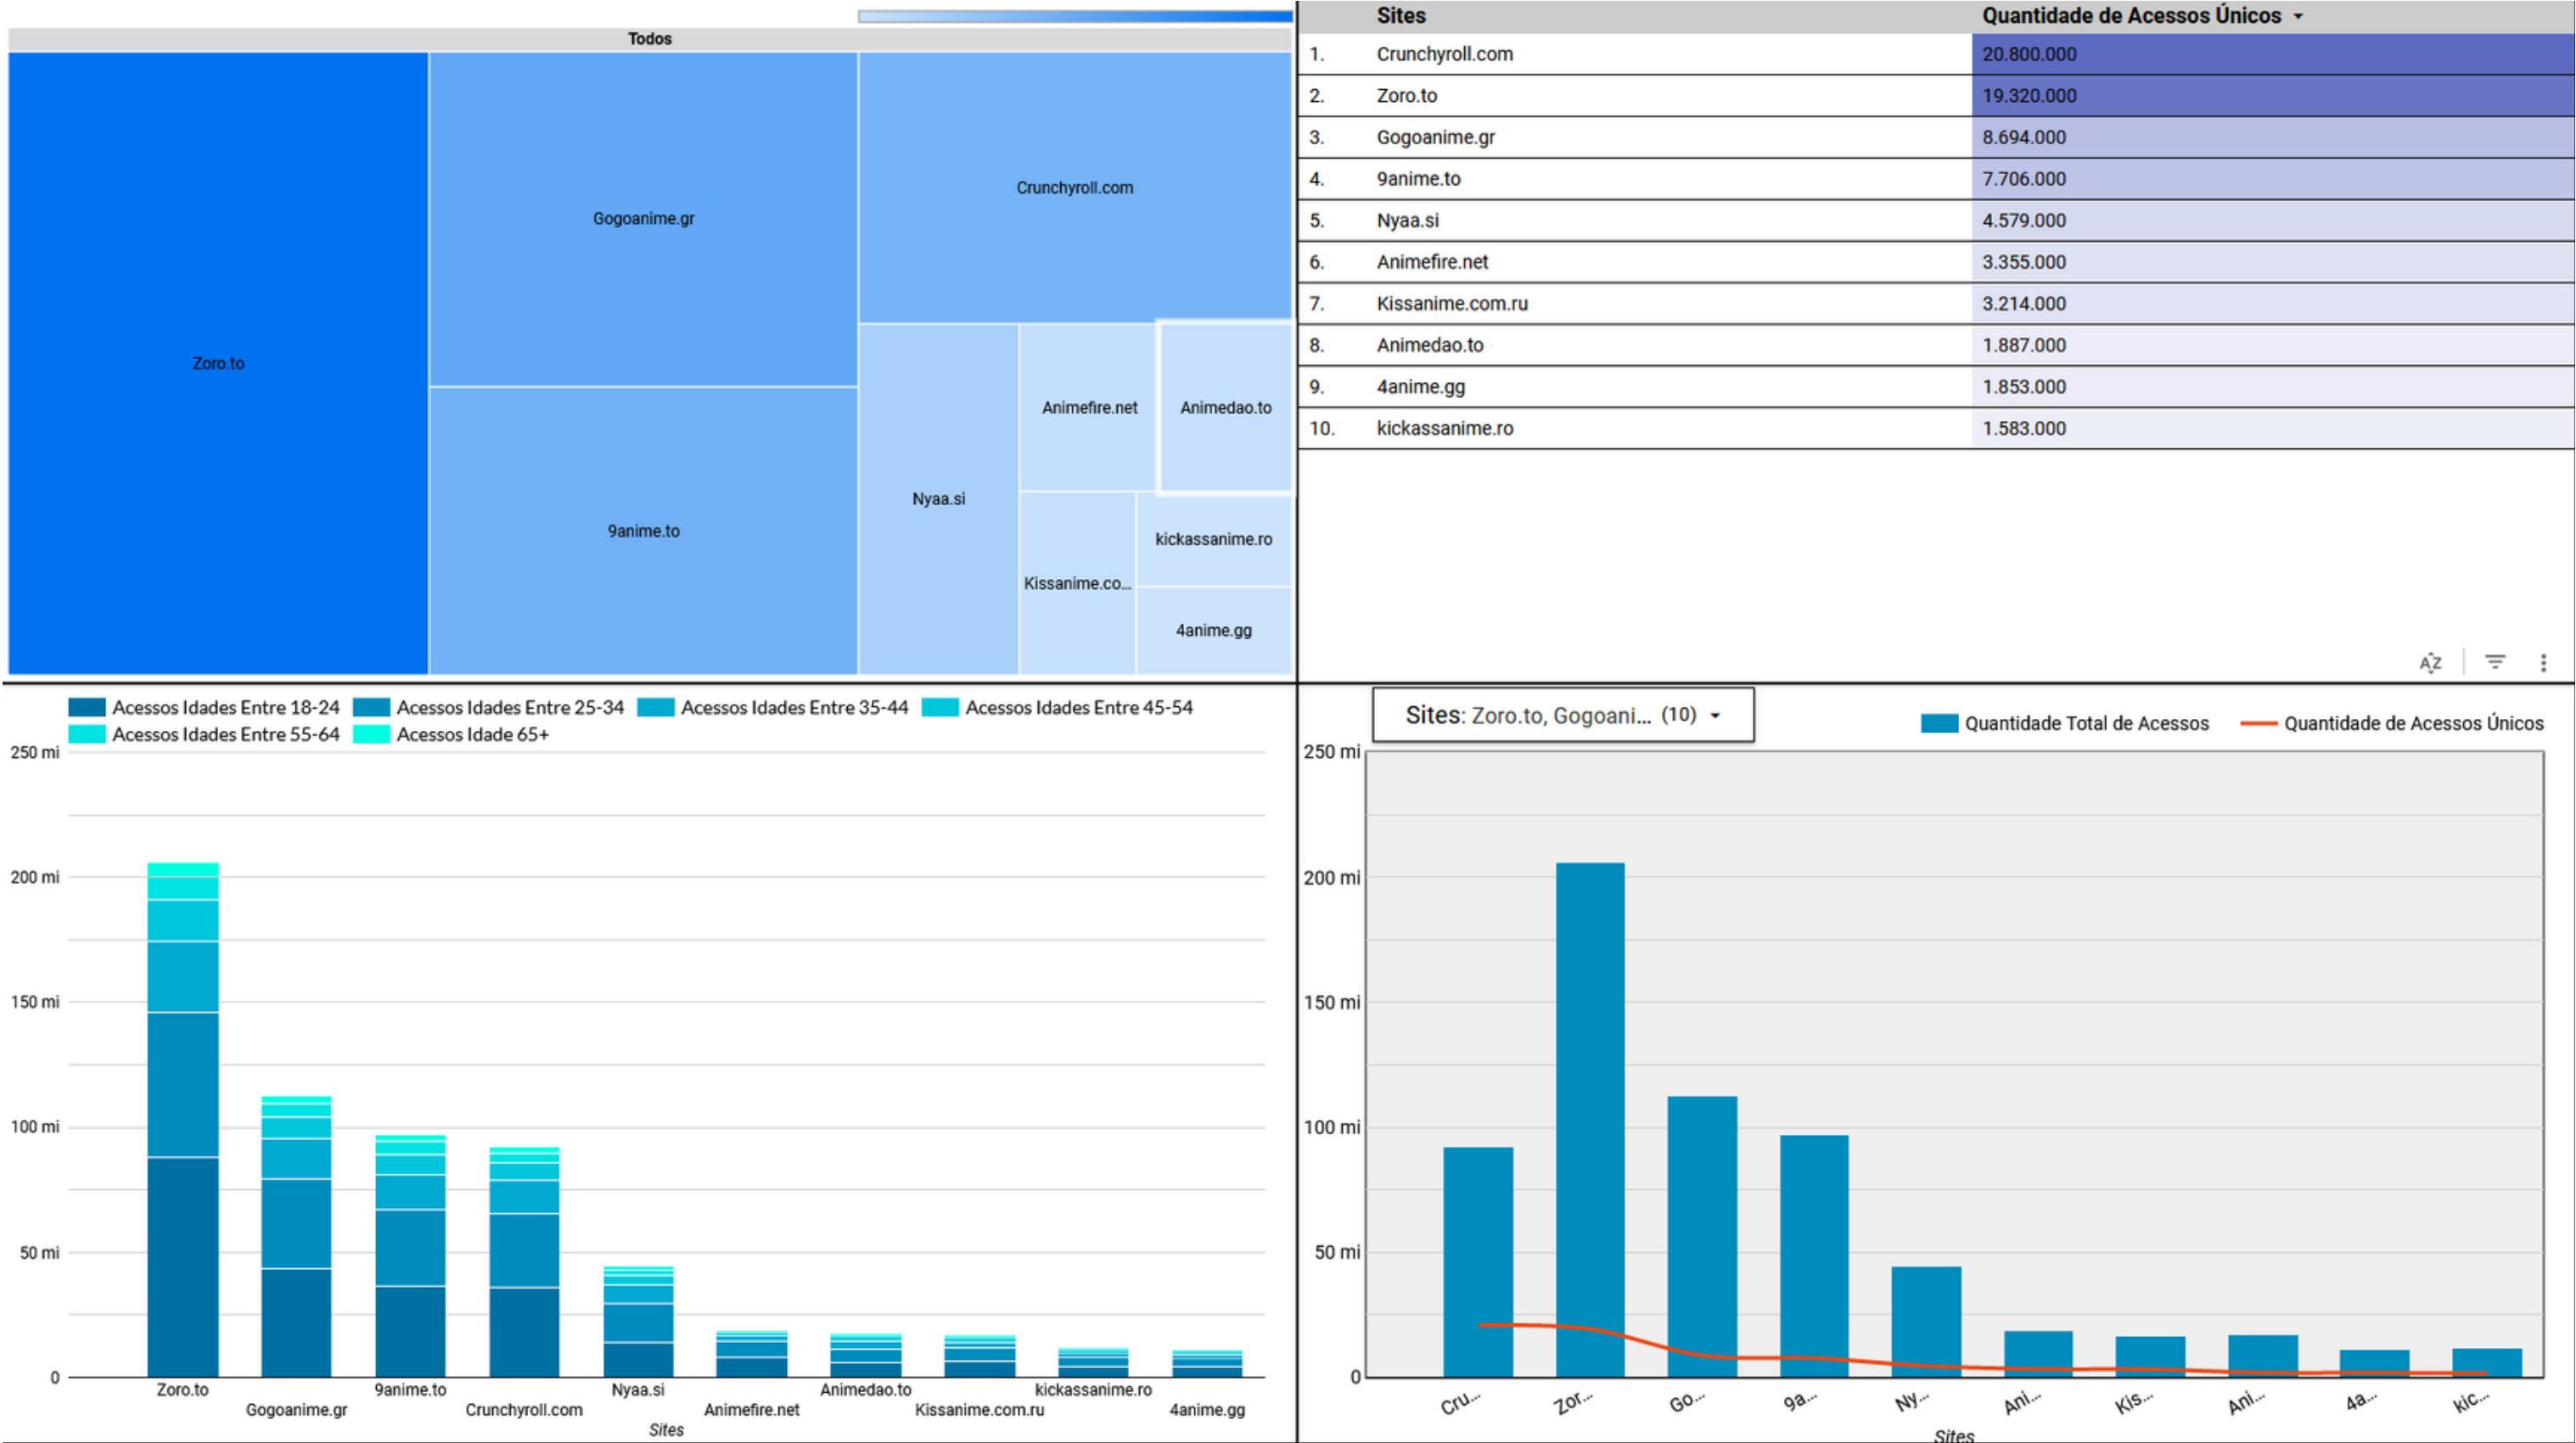 Todos
Zoro.to
Gogoanime.gr
9anime.to
Crunchyroll.com
Nyaa.si
Animefire.net
Animedao.to
Kissanime.co...
kickassanime.ro
4anime.gg
Sites Quantidade de Acessos Únicos
1. Crunchyroll.com 20.800.000
2. Zoro.to 19.320.000
3. Gogoanime.gr 8.694.000
4. 9anime.to 7.706.000
5. Nyaa.si 4.579.000
6. Animefire.net 3.355.000
7. Kissanime.com.ru 3.214.000
8. Animedao.to 1.887.000
9. 4anime.gg 1.853.000
10. kickassanime.ro 1.583.000
AZ
Acessos Idades Entre 18-24 Acessos Idades Entre 25-34 Acessos Idades Entre 35-44 Acessos Idades Entre 45-54
Acessos Idades Entre 55-64 Acessos Idade 65+
250 mi
200 mi
150 mi
100 mi
50 mi
0
Zoro.to 9anime.to Nyaa.si Animedao.to kickassanime.ro
Gogoanime.gr Crunchyroll.com Animefire.net Kissanime.com.ru 4anime.gg
Sites
Sites: Zoro.to, Gogoani... (10)
Quantidade Total de Acessos Quantidade de Acessos Únicos
250 mi
200 mi
150 mi
100 mi
50 mi
0
Cru... Zor... Go... 9a... Ny... Ani... Kis... Ani... 4a... kic...
Sites